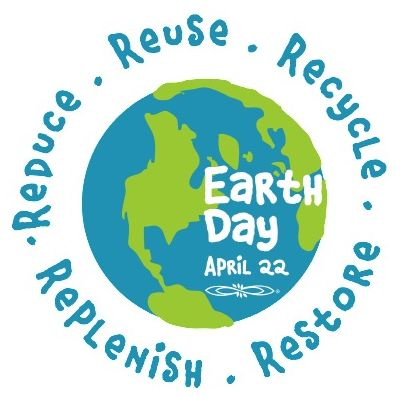 Reduce . Reuse . Recycle . Restore . Replenish .
Earth
Day
April 22
®